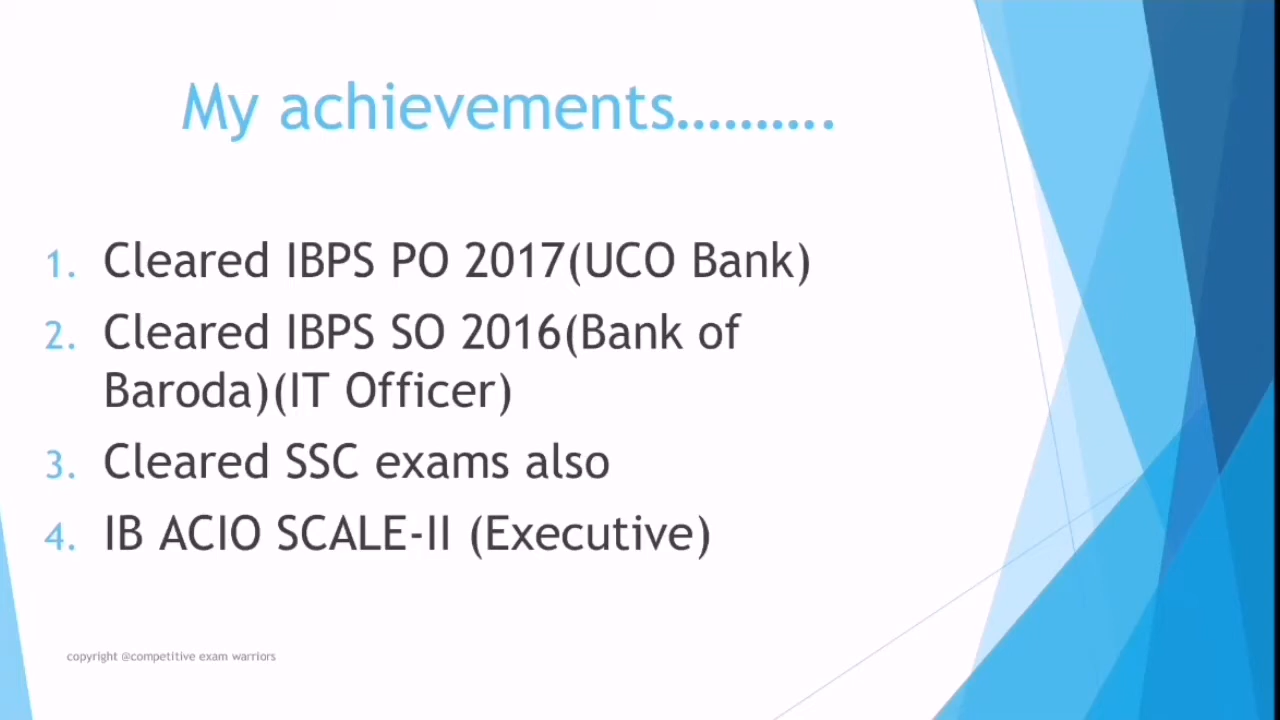 My achievements..........
1. Cleared IBPS PO 2017(UCO Bank)
2. Cleared IBPS SO 2016(Bank of
Baroda)(IT Officer)
3. Cleared SSC exams also
4. IB ACIO SCALE-II (Executive)
copyright @competitive exam warriors